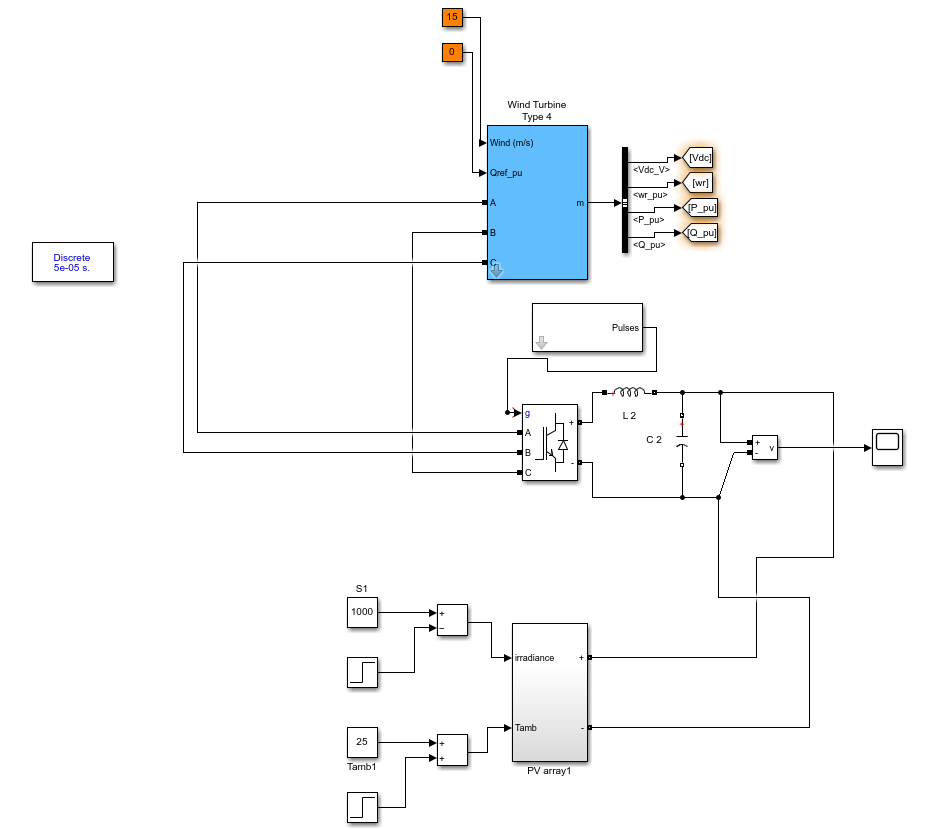 15
0
Wind Turbine
Type 4
Wind (m/s)
Qref_pu
A
B
C
m
<Vdc_V>
<wr_pu>
<P_pu>
<Q_pu>
[Vdc]
[wr]
[P_pu]
[Q_pu]
Discrete
5e-05 s.
Pulses
g
A
B
C
+
-
+
L 2
+
C 2
+
-
v
S1
1000
+
−
irradiance
+
Tamb
-
25
Tamb1
+
+
PV array1